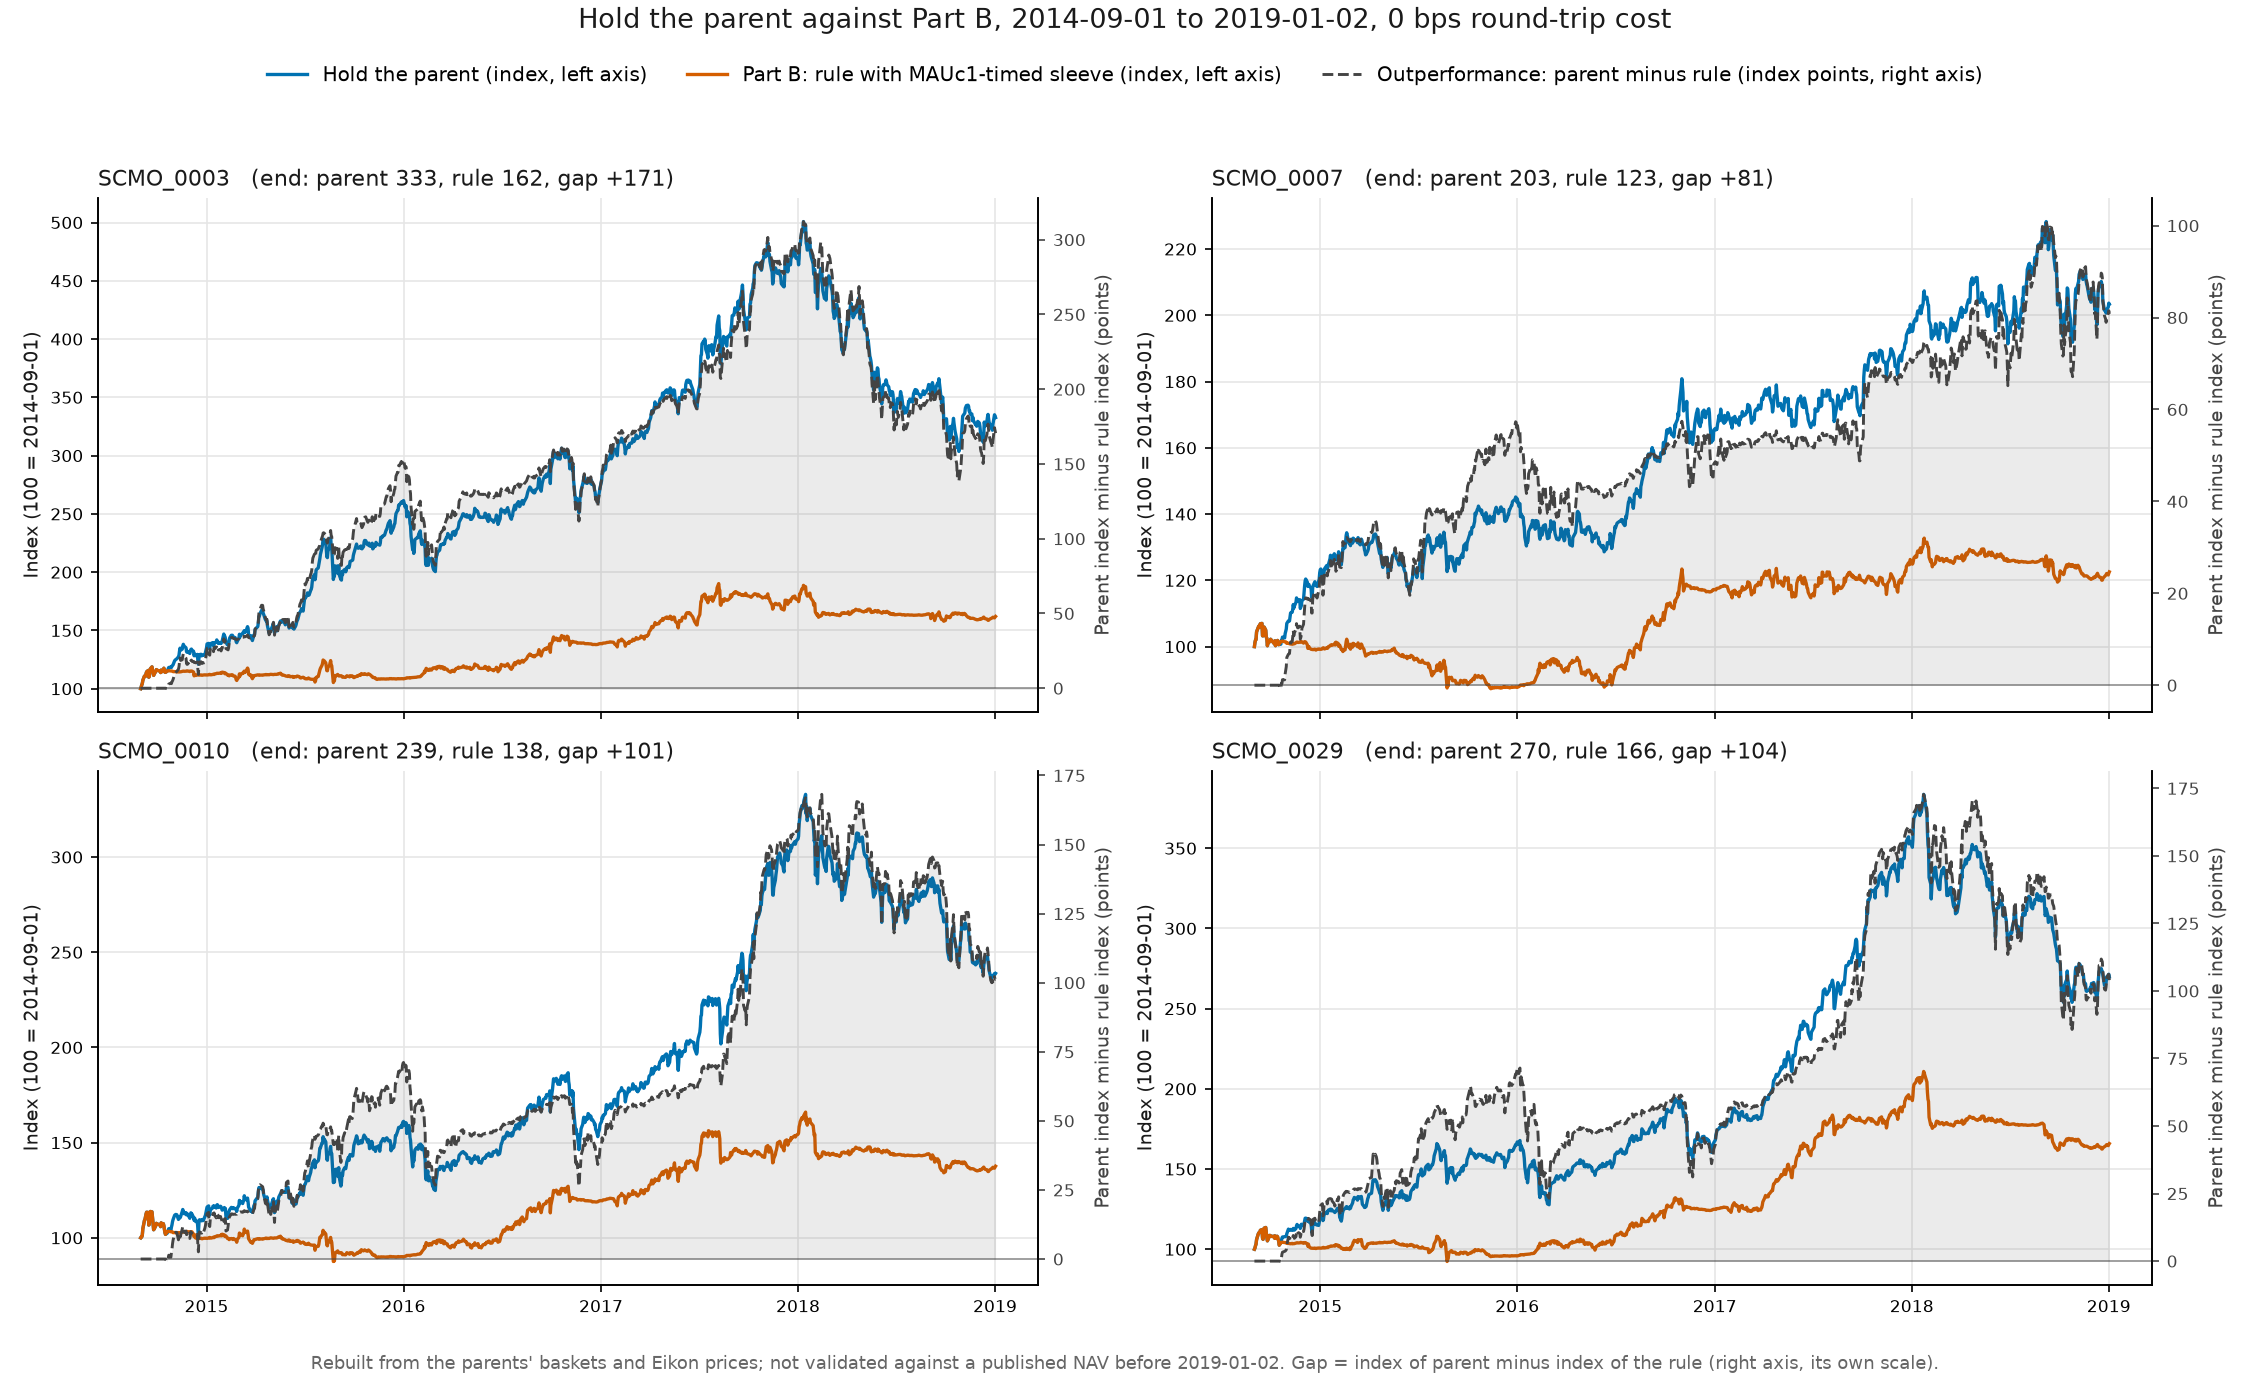 Hold the parent against Part B, 2014-09-01 to 2019-01-02, 0 bps round-trip cost
Hold the parent (index, left axis)
Part B: rule with MAUc1-timed sleeve (index, left axis)
Outperformance: parent minus rule (index points, right axis)
SCMO_0003 (end: parent 333, rule 162, gap +171)
500
450
400
350
300
250
200
150
100
Index (100 = 2014-09-01)
300
250
200
150
100
50
0
Parent index minus rule index (points)
SCMO_0007 (end: parent 203, rule 123, gap +81)
220
200
180
160
140
120
100
Index (100 = 2014-09-01)
100
80
60
40
20
0
Parent index minus rule index (points)
SCMO_0010 (end: parent 239, rule 138, gap +101)
300
250
200
150
100
Index (100 = 2014-09-01)
175
150
125
100
75
50
25
0
Parent index minus rule index (points)
2015 2016 2017 2018 2019
SCMO_0029 (end: parent 270, rule 166, gap +104)
350
300
250
200
150
100
Index (100 = 2014-09-01)
175
150
125
100
75
50
25
0
Parent index minus rule index (points)
2015 2016 2017 2018 2019
Rebuilt from the parents' baskets and Eikon prices; not validated against a published NAV before 2019-01-02. Gap = index of parent minus index of the rule (right axis, its own scale).